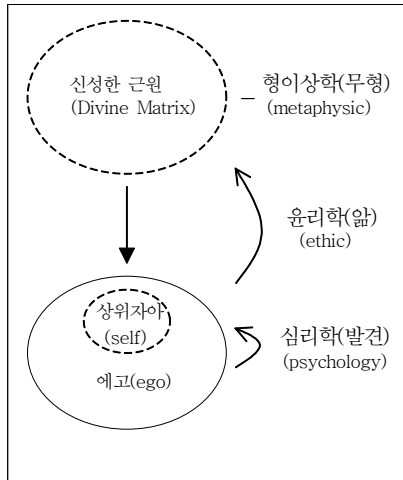 신성한 근원
(Divine Matrix)
– 형이상학(무형)
(metaphysic)
윤리학(앎)
(ethic)
상위자아
(self)
에고(ego)
심리학(발견)
(psychology)